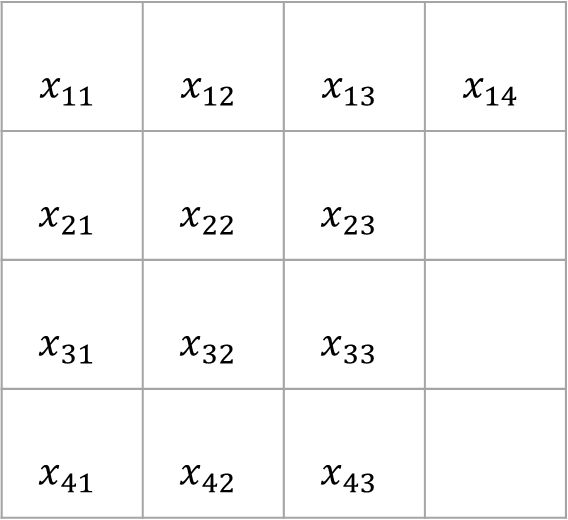 x₁₁ x₁₂ x₁₃ x₁₄
x₂₁ x₂₂ x₂₃
x₃₁ x₃₂ x₃₃
x₄₁ x₄₂ x₄₃